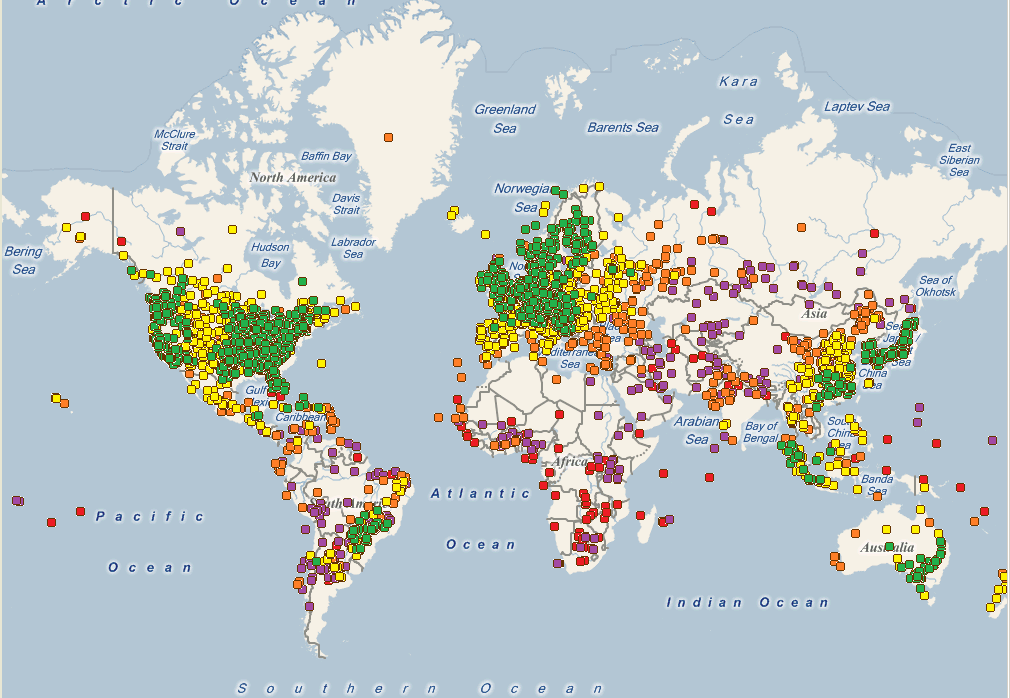 Arctic Ocean
Kara
Sea
Laptev Sea
Greenland
Sea
Barents Sea
McClure
Strait
East
Siberian
Sea
Baffin Bay
North America
Norwegian
Sea
Davis
Strait
Labrador
Sea
Hudson
Bay
Bering
Sea
Sea of
Okhotsk
Asia
Sea
Gulf
Caribbean
Sea
China
Arabian
Sea
Bay of
Bengal
Africa
Banda
Sea
Atlantic
Pacific
Ocean
Australia
Ocean
Indian Ocean
Southern Ocean